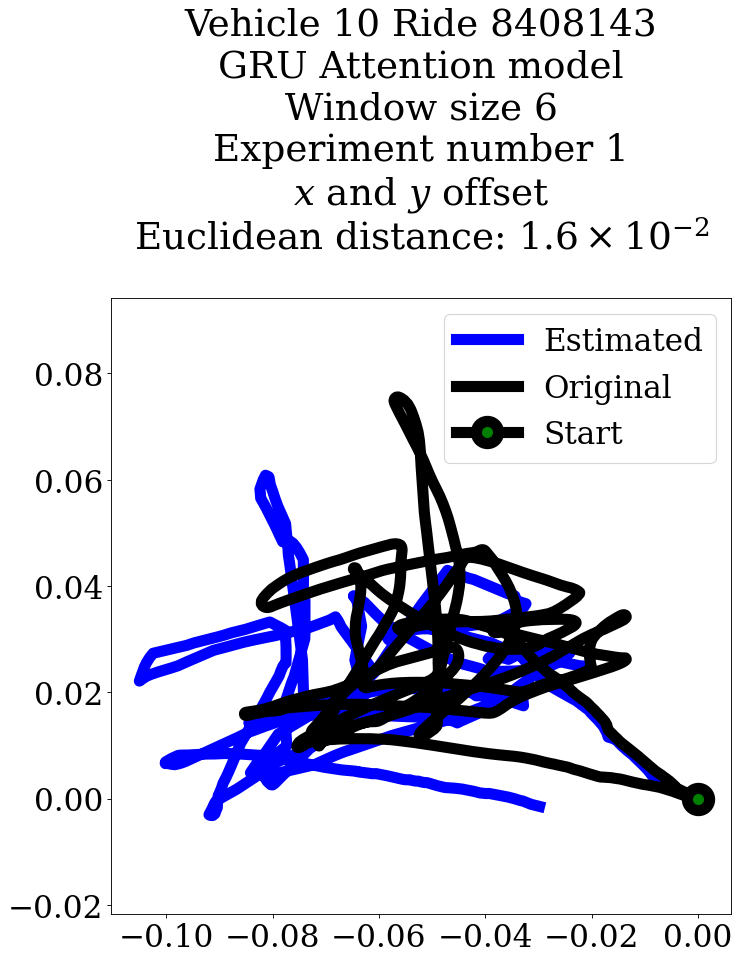 Vehicle 10 Ride 8408143
GRU Attention model
Window size 6
Experiment number 1
x and y offset
Euclidean distance: 1.6 × 10⁻²
Estimated
Original
Start
0.08
0.06
0.04
0.02
0.00
−0.02
−0.10 −0.08 −0.06 −0.04 −0.02 0.00